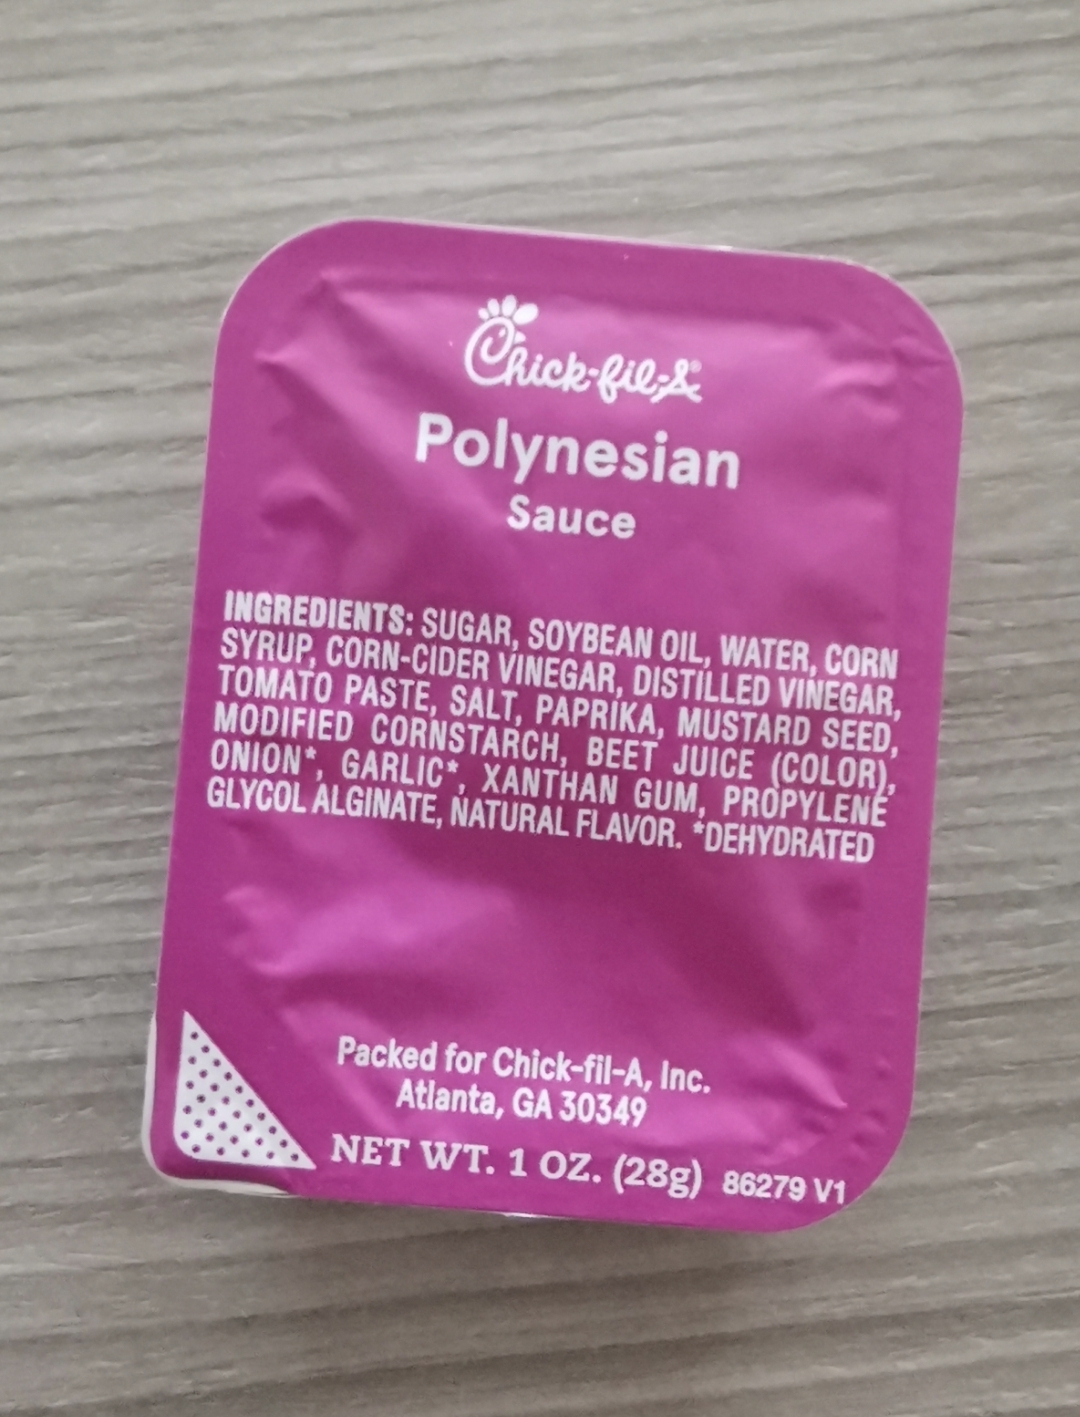 Chick-fil-A®
Polynesian
Sauce
INGREDIENTS: SUGAR, SOYBEAN OIL, WATER, CORN
SYRUP, CORN-CIDER VINEGAR, DISTILLED VINEGAR,
TOMATO PASTE, SALT, PAPRIKA, MUSTARD SEED,
MODIFIED CORNSTARCH, BEET JUICE (COLOR),
ONION*, GARLIC*, XANTHAN GUM, PROPYLENE
GLYCOL ALGINATE, NATURAL FLAVOR. *DEHYDRATED
Packed for Chick-fil-A, Inc.
Atlanta, GA 30349
NET WT. 1 OZ. (28g) 86279 V1